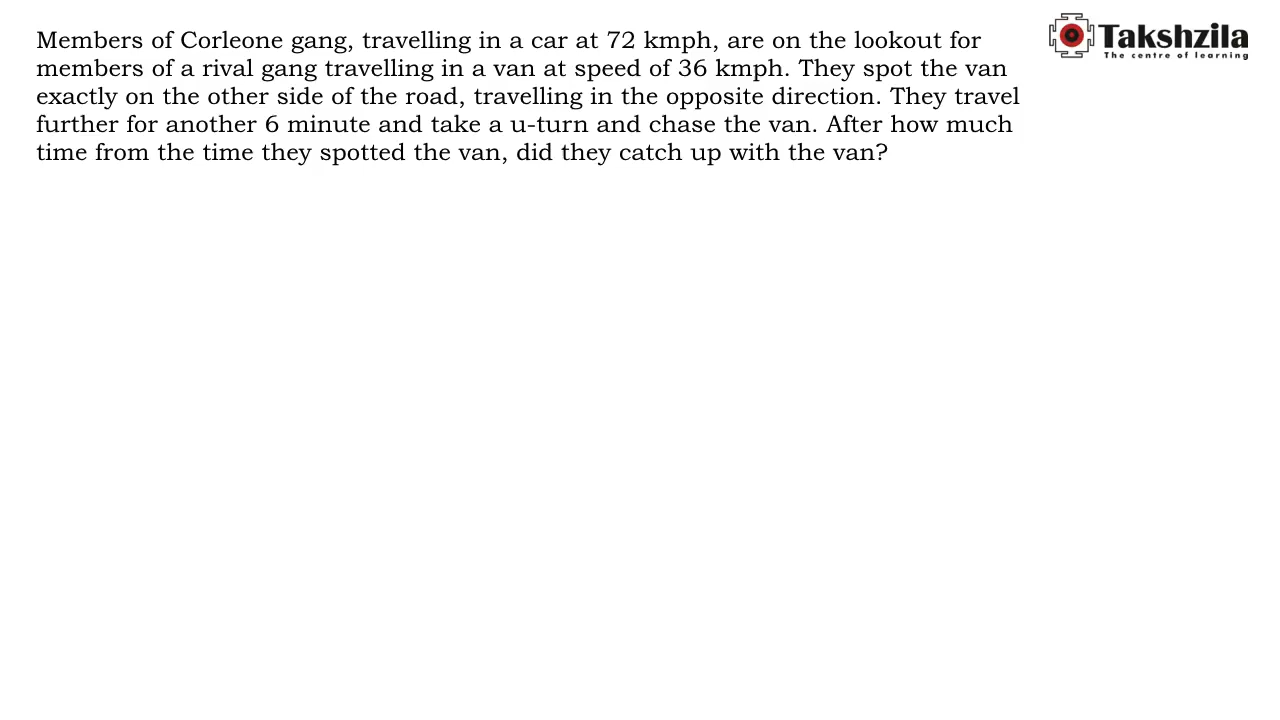 Members of Corleone gang, travelling in a car at 72 kmph, are on the lookout for
members of a rival gang travelling in a van at speed of 36 kmph. They spot the van
exactly on the other side of the road, travelling in the opposite direction. They travel
further for another 6 minute and take a u-turn and chase the van. After how much
time from the time they spotted the van, did they catch up with the van?
Takshzila
The centre of learning